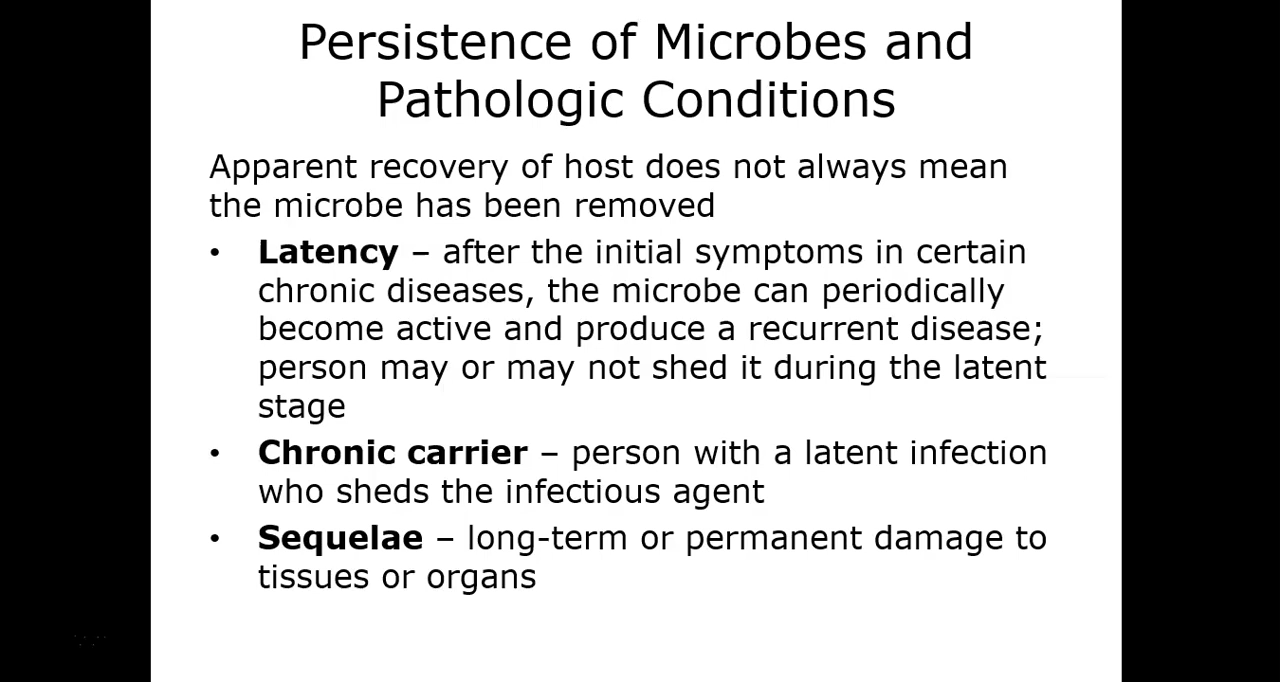 Persistence of Microbes and
Pathologic Conditions
Apparent recovery of host does not always mean
the microbe has been removed
• Latency – after the initial symptoms in certain
chronic diseases, the microbe can periodically
become active and produce a recurrent disease;
person may or may not shed it during the latent
stage
• Chronic carrier – person with a latent infection
who sheds the infectious agent
• Sequelae – long-term or permanent damage to
tissues or organs